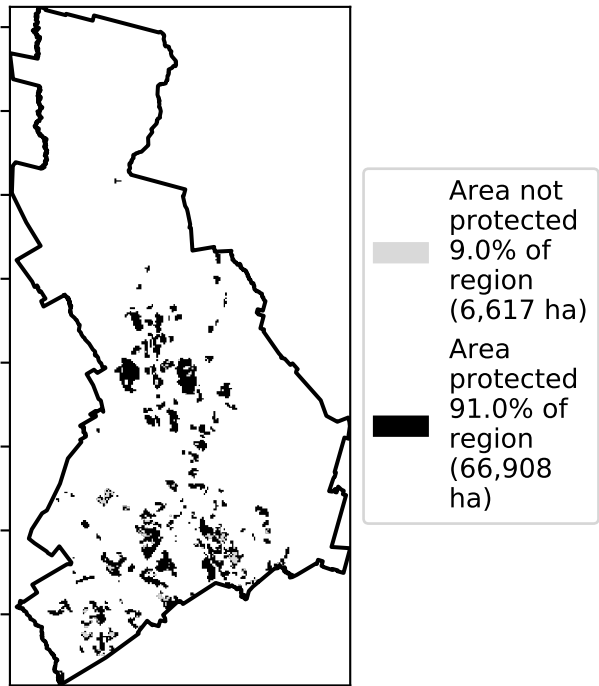 Area not
protected
9.0% of
region
(6,617 ha)
Area
protected
91.0% of
region
(66,908
ha)